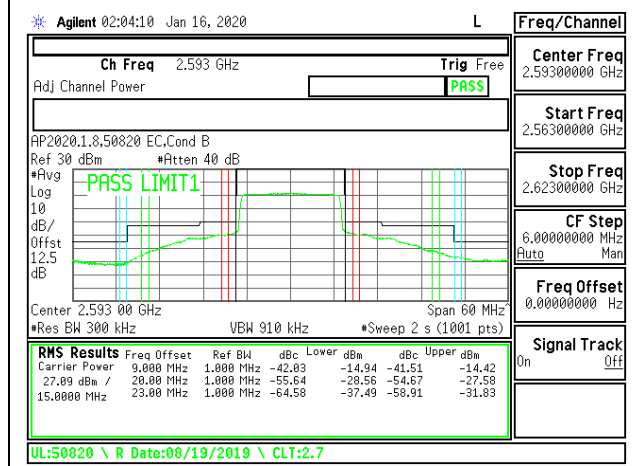 Agilent 02:04:10 Jan 16, 2020 L
Freq/Channel
Ch Freq 2.593 GHz Trig Free
Adj Channel Power PASS
Center Freq
2.59300000 GHz
Start Freq
2.56300000 GHz
Stop Freq
2.62300000 GHz
CF Step
6.00000000 MHz
Auto Man
Freq Offset
0.00000000 Hz
Signal Track
On Off
AP2020.1.8,50820 EC,Cond B
Ref 30 dBm #Atten 40 dB
#Avg
Log
10
dB/
Offst
12.5
dB
PASS LIMIT1
Center 2.593 00 GHz Span 60 MHz^
#Res BW 300 kHz VBW 910 kHz #Sweep 2 s (1001 pts)
RMS Results Freq Offset Ref BW dBc Lower dBm dBc Upper dBm
Carrier Power 9.000 MHz 1.000 MHz -42.03 -14.94 -41.51 -14.42
27.09 dBm / 20.00 MHz 1.000 MHz -55.64 -28.56 -54.67 -27.58
15.0000 MHz 23.00 MHz 1.000 MHz -64.58 -37.49 -58.91 -31.83
UL:50820 \ R Date:08/19/2019 \ CLT:2.7